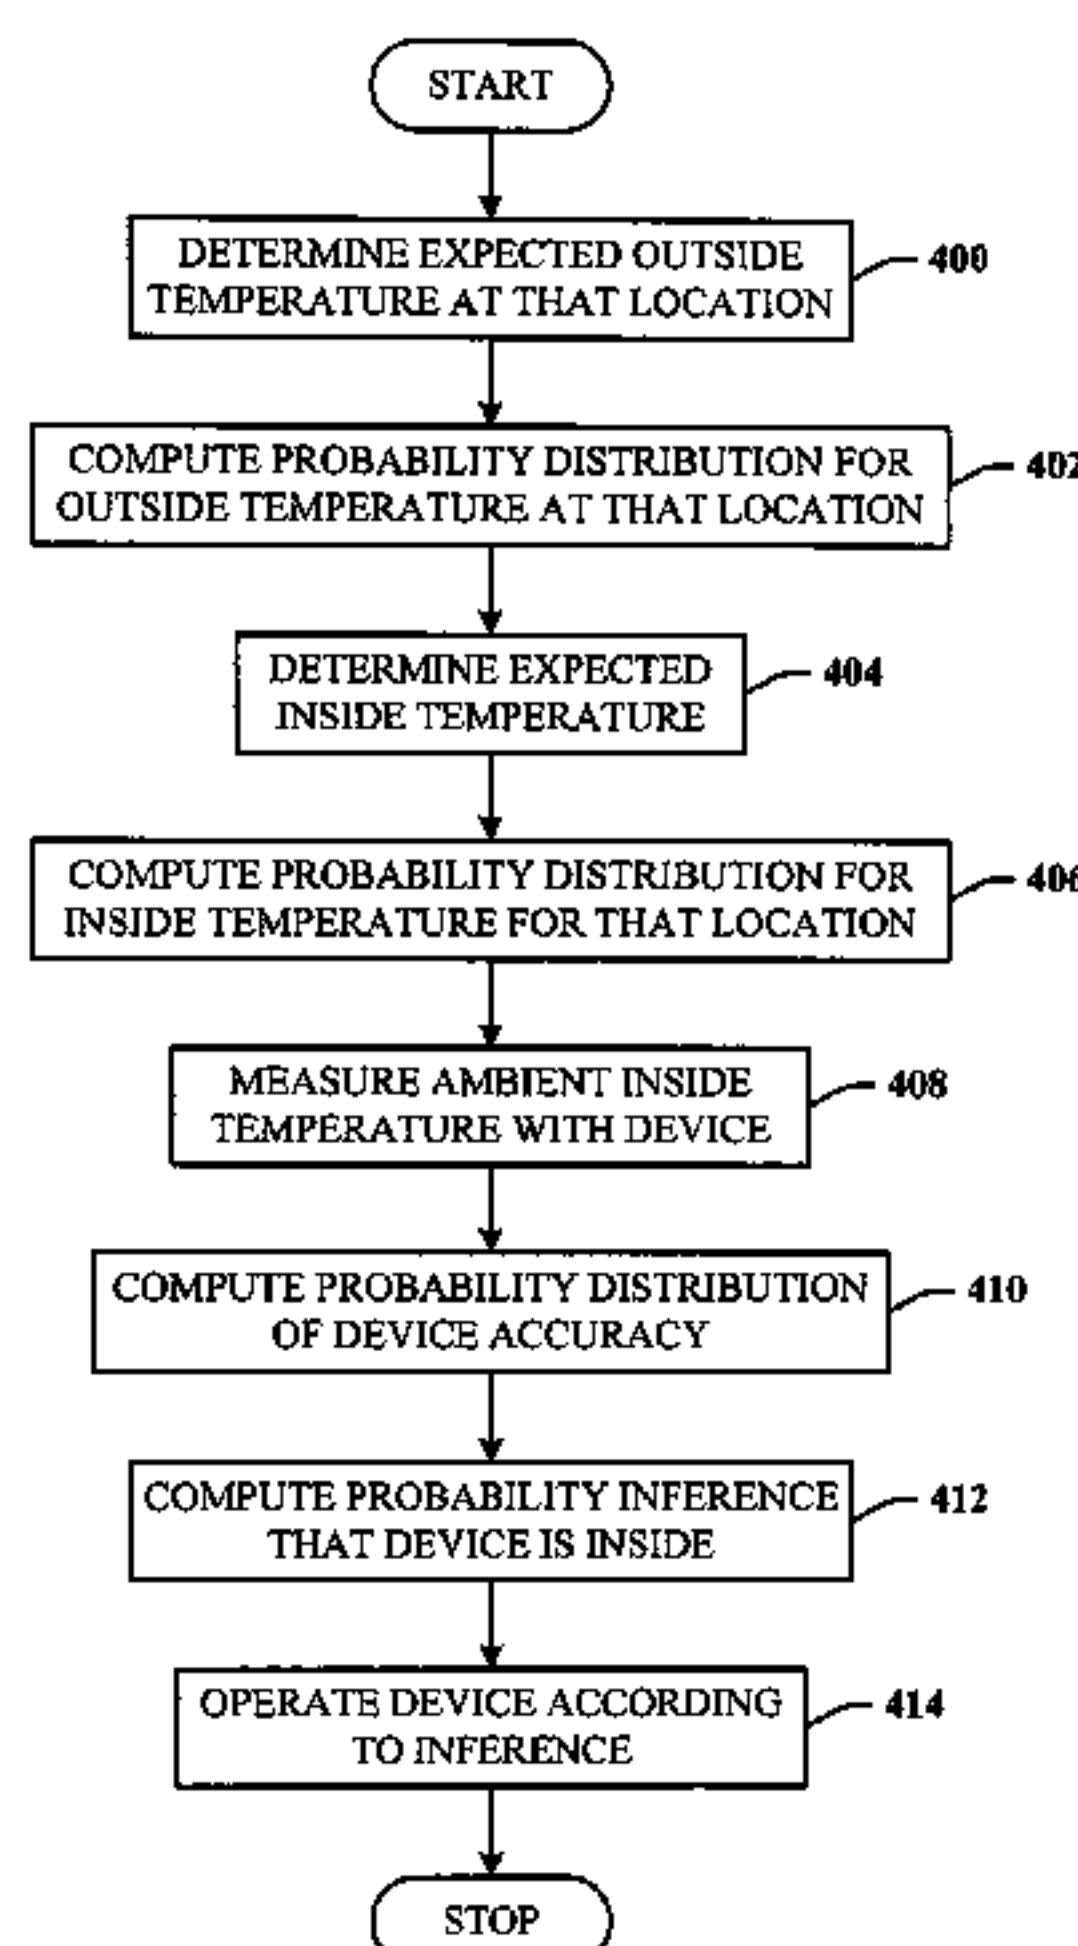 START
DETERMINE EXPECTED OUTSIDE
TEMPERATURE AT THAT LOCATION
400
COMPUTE PROBABILITY DISTRIBUTION FOR
OUTSIDE TEMPERATURE AT THAT LOCATION
402
DETERMINE EXPECTED
INSIDE TEMPERATURE
404
COMPUTE PROBABILITY DISTRIBUTION FOR
INSIDE TEMPERATURE FOR THAT LOCATION
406
MEASURE AMBIENT INSIDE
TEMPERATURE WITH DEVICE
408
COMPUTE PROBABILITY DISTRIBUTION
OF DEVICE ACCURACY
410
COMPUTE PROBABILITY INFERENCE
THAT DEVICE IS INSIDE
412
OPERATE DEVICE ACCORDING
TO INFERENCE
414
STOP